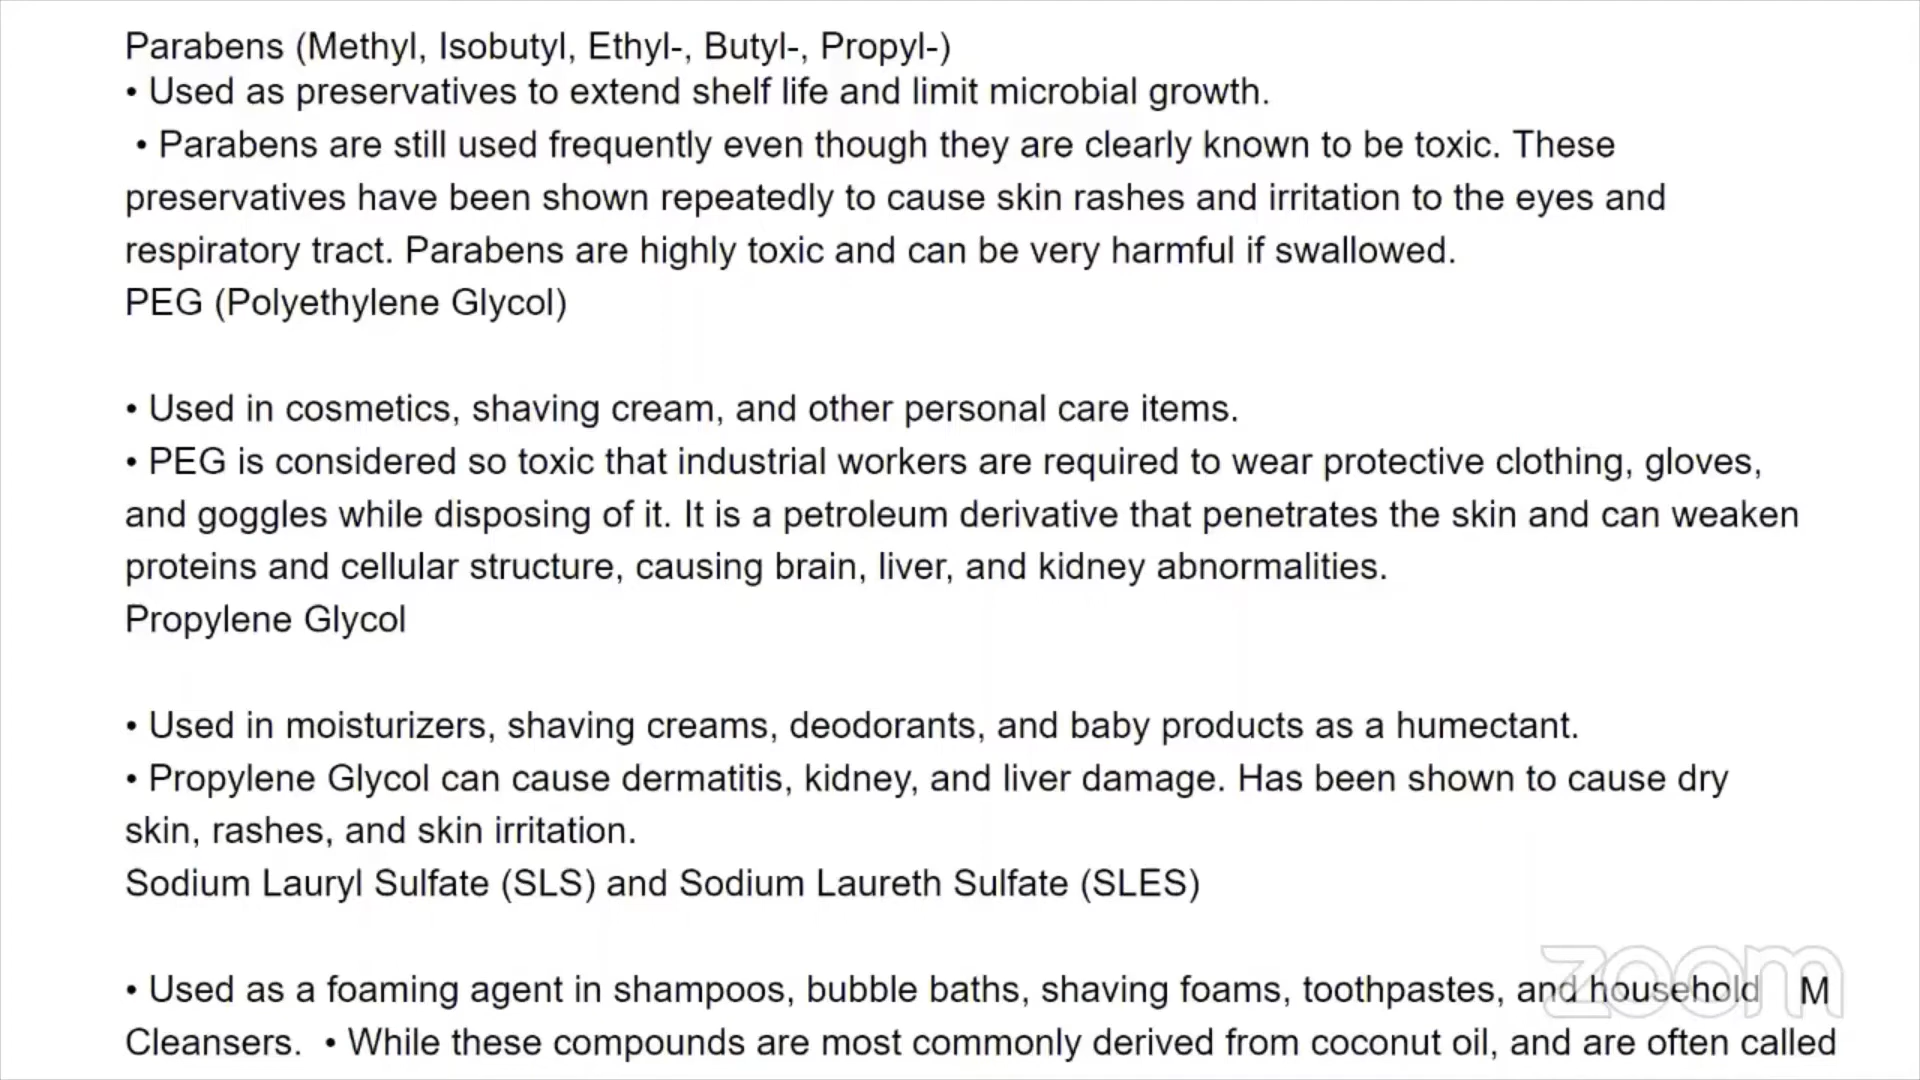 Parabens (Methyl, Isobutyl, Ethyl-, Butyl-, Propyl-)
• Used as preservatives to extend shelf life and limit microbial growth.
• Parabens are still used frequently even though they are clearly known to be toxic. These
preservatives have been shown repeatedly to cause skin rashes and irritation to the eyes and
respiratory tract. Parabens are highly toxic and can be very harmful if swallowed.
PEG (Polyethylene Glycol)
• Used in cosmetics, shaving cream, and other personal care items.
• PEG is considered so toxic that industrial workers are required to wear protective clothing, gloves,
and goggles while disposing of it. It is a petroleum derivative that penetrates the skin and can weaken
proteins and cellular structure, causing brain, liver, and kidney abnormalities.
Propylene Glycol
• Used in moisturizers, shaving creams, deodorants, and baby products as a humectant.
• Propylene Glycol can cause dermatitis, kidney, and liver damage. Has been shown to cause dry
skin, rashes, and skin irritation.
Sodium Lauryl Sulfate (SLS) and Sodium Laureth Sulfate (SLES)
• Used as a foaming agent in shampoos, bubble baths, shaving foams, toothpastes, and household M
Cleansers. • While these compounds are most commonly derived from coconut oil, and are often called
zoom